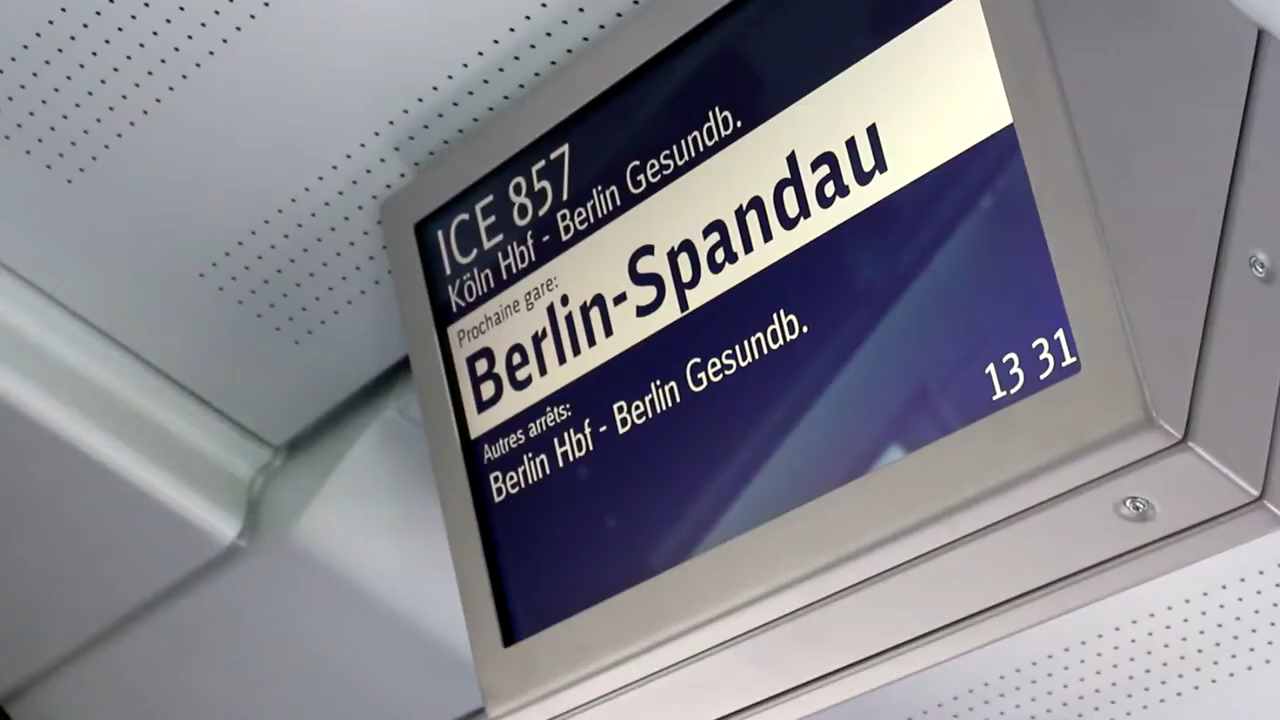 ICE 857
Köln Hbf - Berlin Gesundb.
Prochaine gare:
Berlin-Spandau
Autres arrêts:
Berlin Hbf - Berlin Gesundb.
13 31